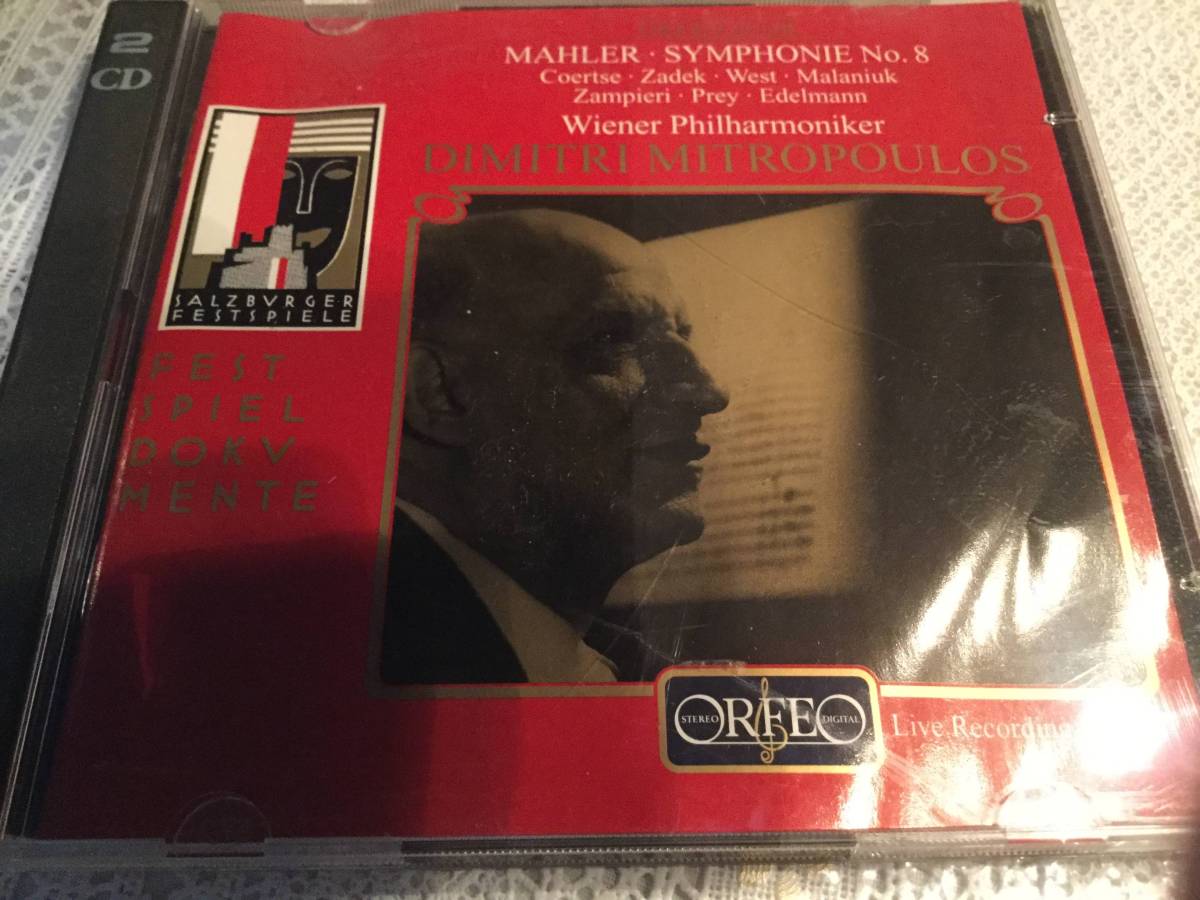 2
CD
MAHLER · SYMPHONIE No. 8
Coertse · Zadek · West · Malaniuk
Zampieri · Prey · Edelmann
Wiener Philharmoniker
DIMITRI MITROPOULOS
SALZBVRGER
FESTSPIELE
FEST
SPIEL
DOKV
MENTE
STEREO ORFEO DIGITAL
Live Recording